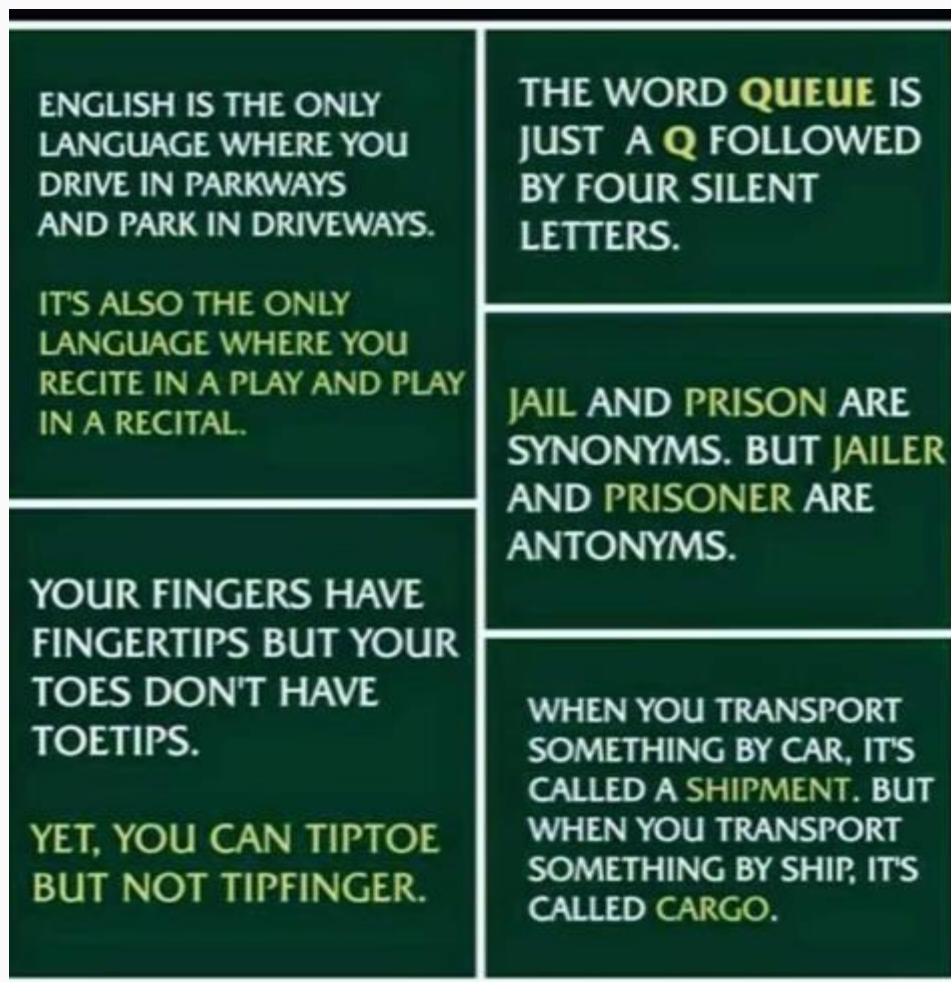 ENGLISH IS THE ONLY
LANGUAGE WHERE YOU
DRIVE IN PARKWAYS
AND PARK IN DRIVEWAYS.
IT'S ALSO THE ONLY
LANGUAGE WHERE YOU
RECITE IN A PLAY AND PLAY
IN A RECITAL.
YOUR FINGERS HAVE
FINGERTIPS BUT YOUR
TOES DON'T HAVE
TOETIPS.
YET, YOU CAN TIPTOE
BUT NOT TIPFINGER.
THE WORD QUEUE IS
JUST A Q FOLLOWED
BY FOUR SILENT
LETTERS.
JAIL AND PRISON ARE
SYNONYMS. BUT JAILER
AND PRISONER ARE
ANTONYMS.
WHEN YOU TRANSPORT
SOMETHING BY CAR, IT'S
CALLED A SHIPMENT. BUT
WHEN YOU TRANSPORT
SOMETHING BY SHIP, IT'S
CALLED CARGO.